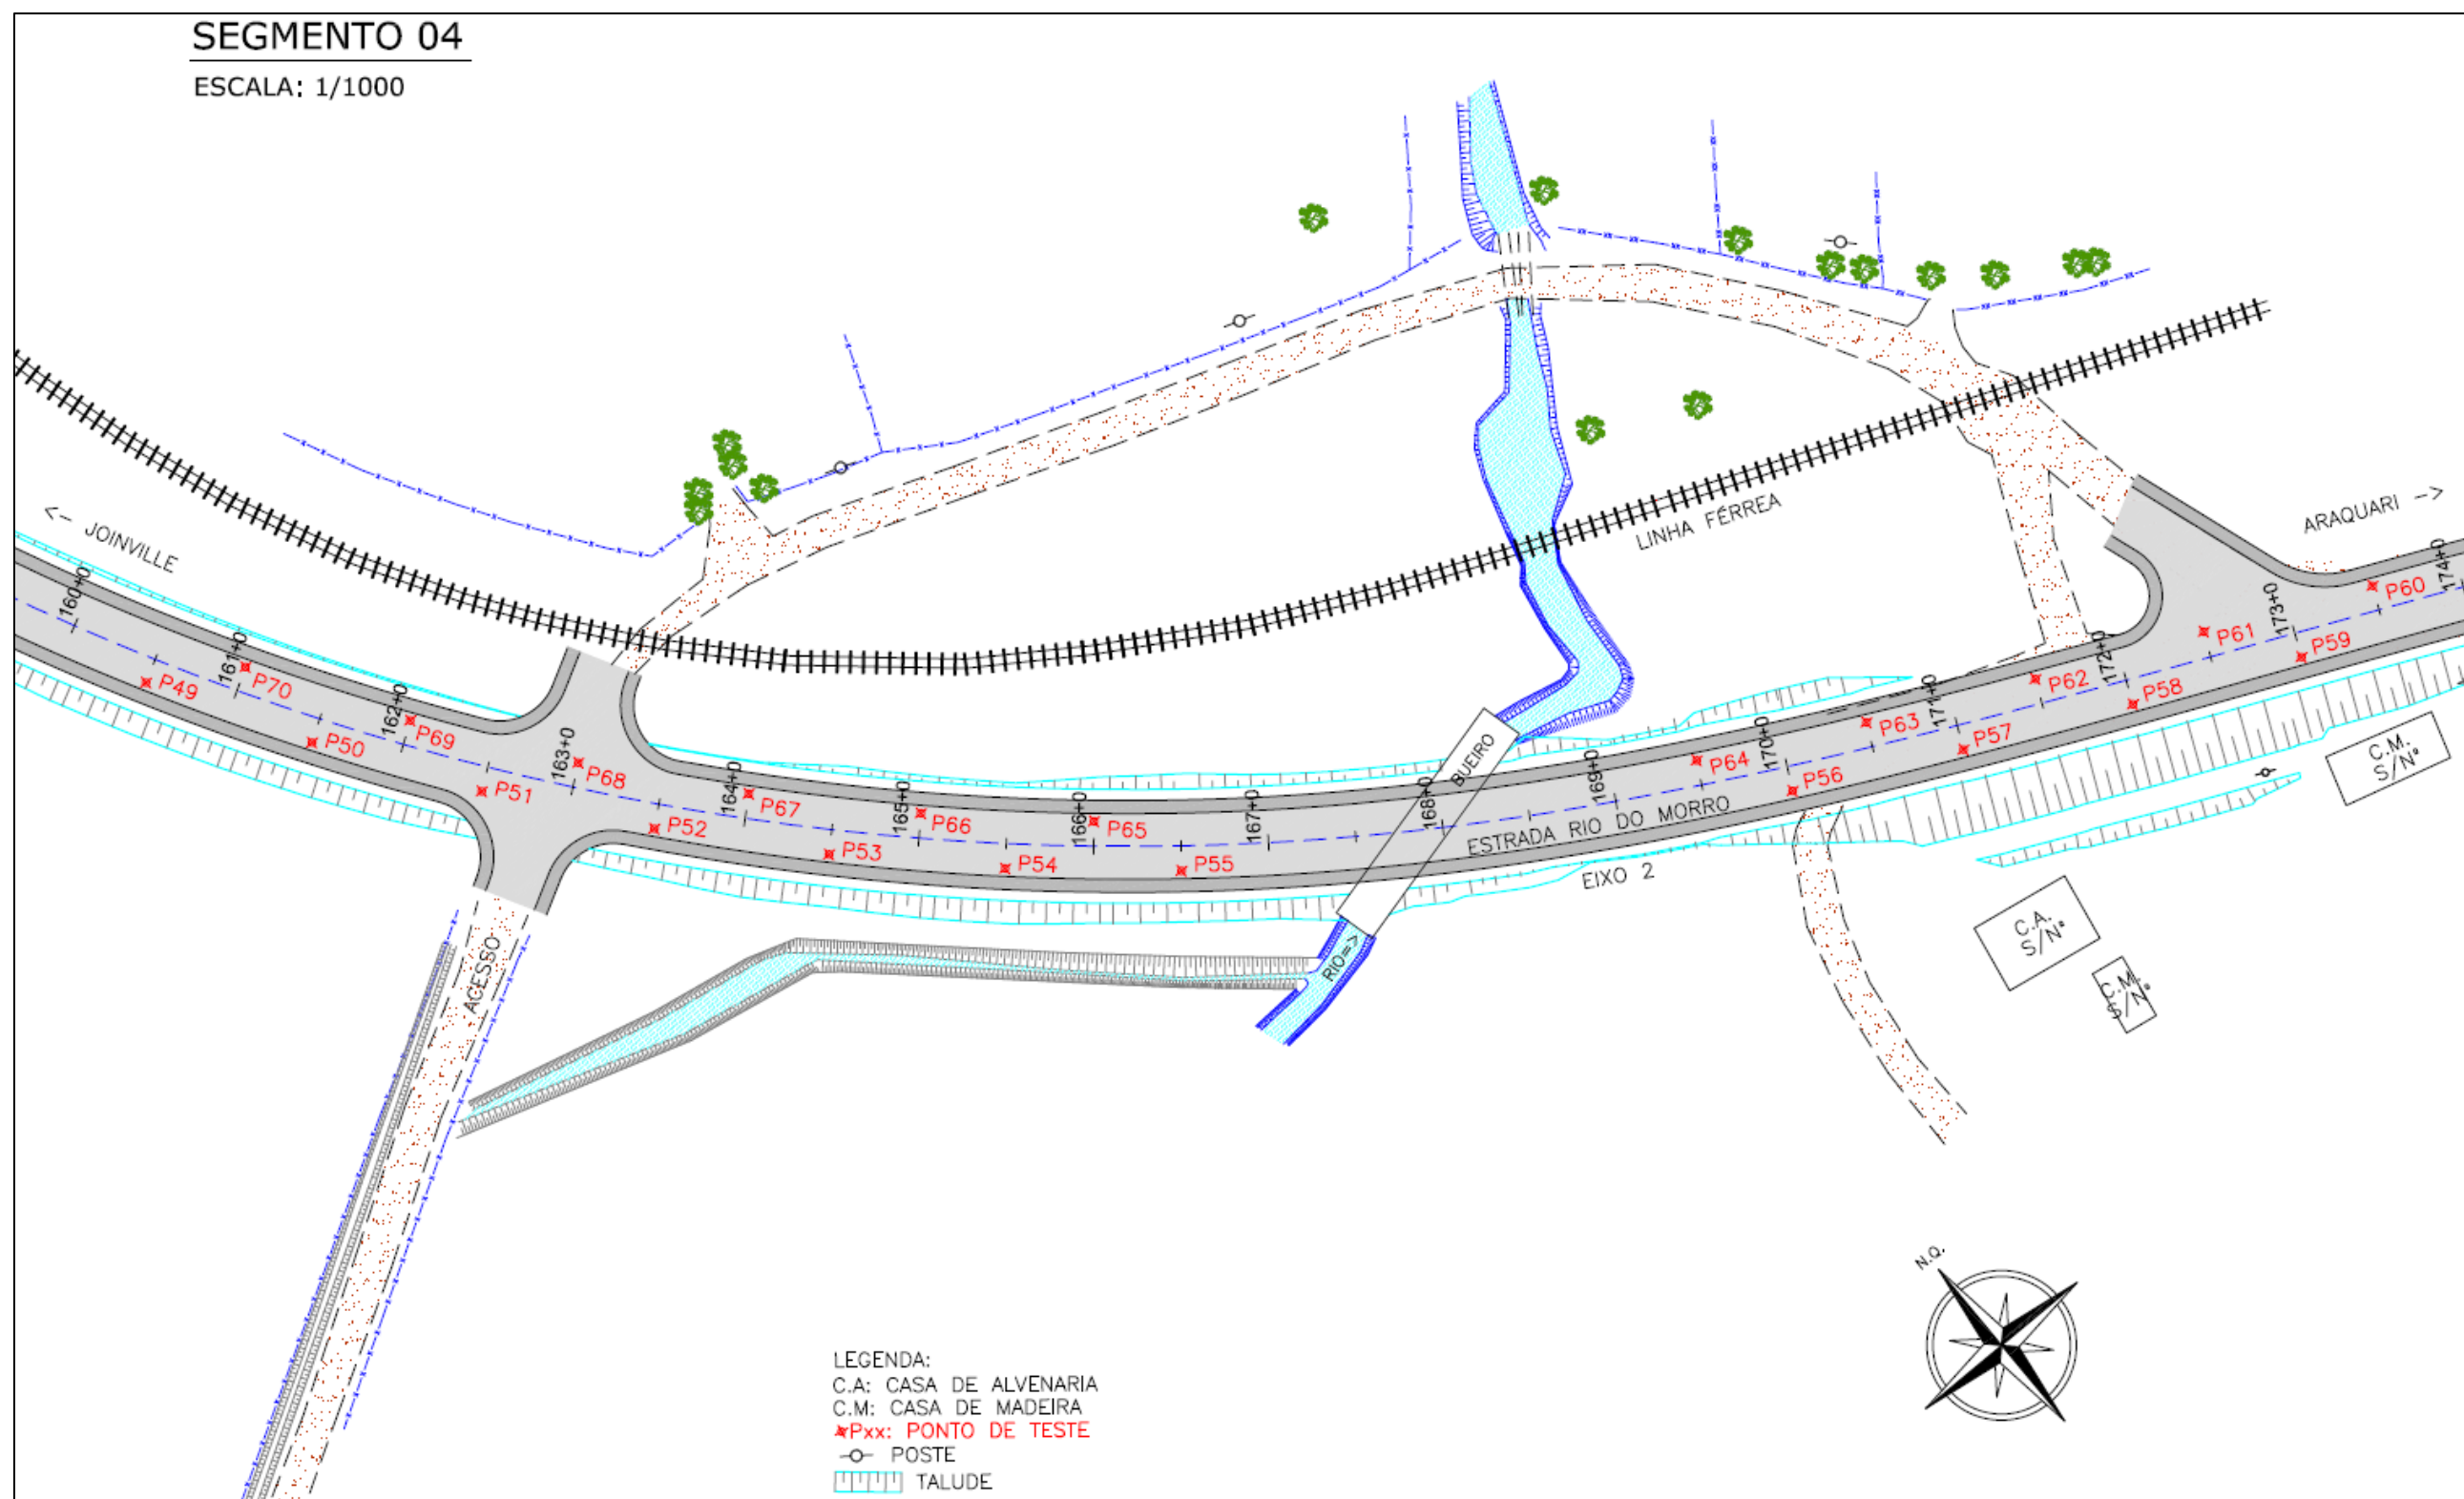 SEGMENTO 04
ESCALA: 1/1000
<- JOINVILLE
ARAQUARI ->
LINHA FÉRREA
160+0
161+0
162+0
163+0
164+0
165+0
166+0
167+0
168+0
169+0
170+0
171+0
172+0
173+0
174+0
P70
P69
P68
P67
P66
P65
P64
P63
P62
P61
P60
P49
P50
P51
P52
P53
P54
P55
P56
P57
P58
P59
BUEIRO
ESTRADA RIO DO MORRO
EIXO 2
RIO=>
ACESSO
C.M.
S/N°
C.A.
S/N°
C.M.
S/N°
N.Q.
LEGENDA:
C.A: CASA DE ALVENARIA
C.M: CASA DE MADEIRA
Pxx: PONTO DE TESTE
POSTE
TALUDE